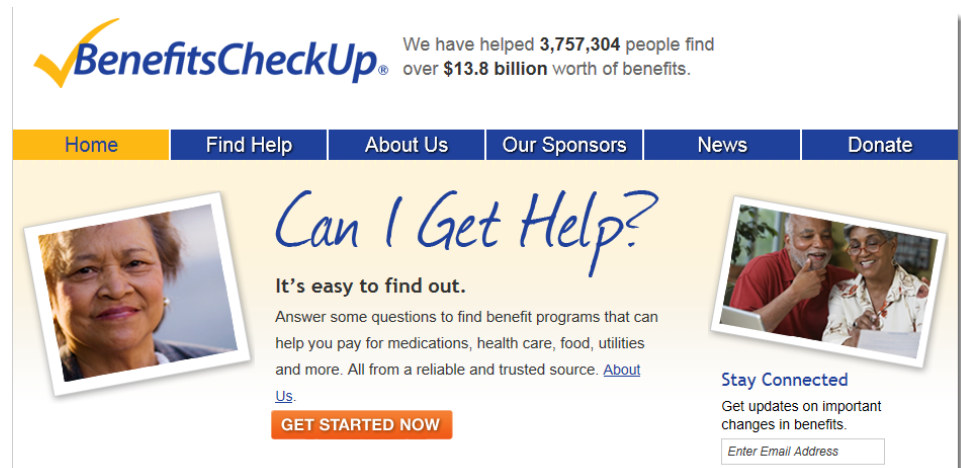 BenefitsCheckUp®
We have helped 3,757,304 people find
over $13.8 billion worth of benefits.
Home
Find Help
About Us
Our Sponsors
News
Donate
Can I Get Help?
It's easy to find out.
Answer some questions to find benefit programs that can
help you pay for medications, health care, food, utilities
and more. All from a reliable and trusted source. About
Us.
GET STARTED NOW
Stay Connected
Get updates on important
changes in benefits.
Enter Email Address